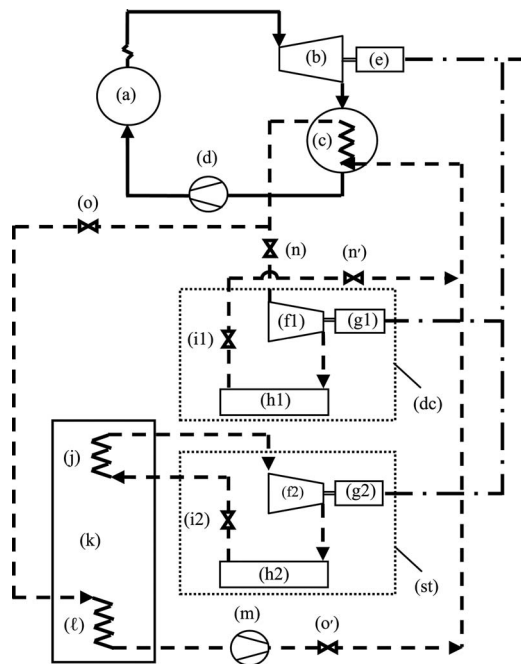 (b)
(e)
(a)
(c)
(d)
(o)
(n)
(n′)
(f1)
(g1)
(i1)
(h1)
(dc)
(j)
(f2)
(g2)
(k)
(i2)
(h2)
(st)
(m)
(ℓ)
(o′)